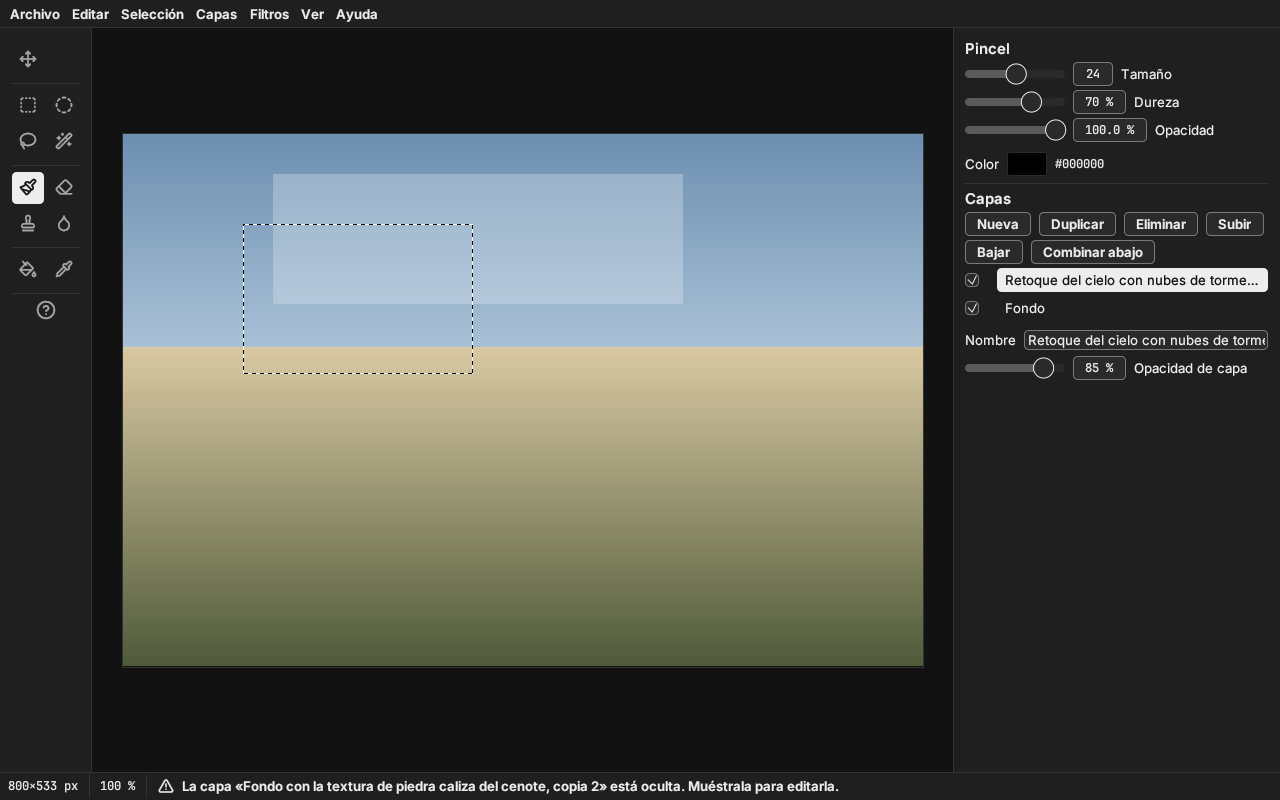 Archivo Editar Selección Capas Filtros Ver Ayuda
Pincel
24 Tamaño
70 % Dureza
100.0 % Opacidad
Color #000000
Capas
Nueva Duplicar Eliminar Subir
Bajar Combinar abajo
Retoque del cielo con nubes de torme...
Fondo
Nombre Retoque del cielo con nubes de torme
85 % Opacidad de capa
800×533 px 100 % La capa «Fondo con la textura de piedra caliza del cenote, copia 2» está oculta. Muéstrala para editarla.